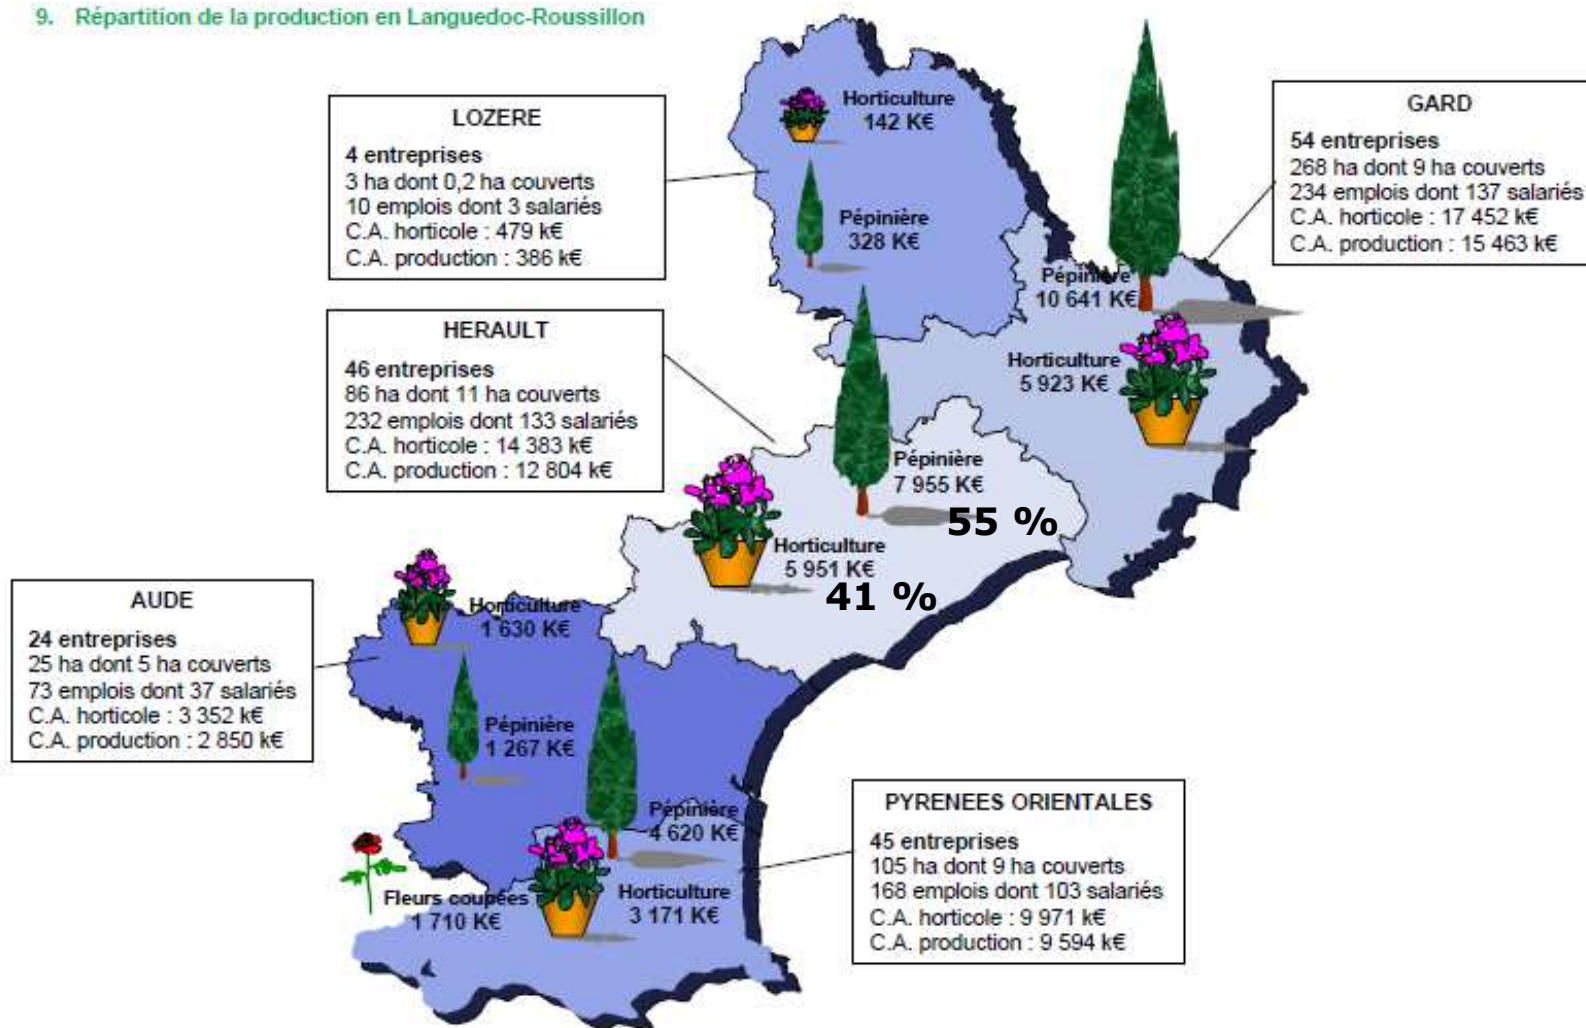 9. Répartition de la production en Languedoc-Roussillon
LOZERE
4 entreprises
3 ha dont 0,2 ha couverts
10 emplois dont 3 salariés
C.A. horticole : 479 k€
C.A. production : 386 k€
Horticulture
142 K€
Pépinière
328 K€
GARD
54 entreprises
268 ha dont 9 ha couverts
234 emplois dont 137 salariés
C.A. horticole : 17 452 k€
C.A. production : 15 463 k€
Pépinière
10 641 K€
Horticulture
5 923 K€
HERAULT
46 entreprises
86 ha dont 11 ha couverts
232 emplois dont 133 salariés
C.A. horticole : 14 383 k€
C.A. production : 12 804 k€
Pépinière
7 955 K€
55 %
Horticulture
5 951 K€
41 %
AUDE
24 entreprises
25 ha dont 5 ha couverts
73 emplois dont 37 salariés
C.A. horticole : 3 352 k€
C.A. production : 2 850 k€
Horticulture
1 630 K€
Pépinière
1 267 K€
Pépinière
4 620 K€
Fleurs coupées
1 710 K€
Horticulture
3 171 K€
PYRENEES ORIENTALES
45 entreprises
105 ha dont 9 ha couverts
168 emplois dont 103 salariés
C.A. horticole : 9 971 k€
C.A. production : 9 594 k€